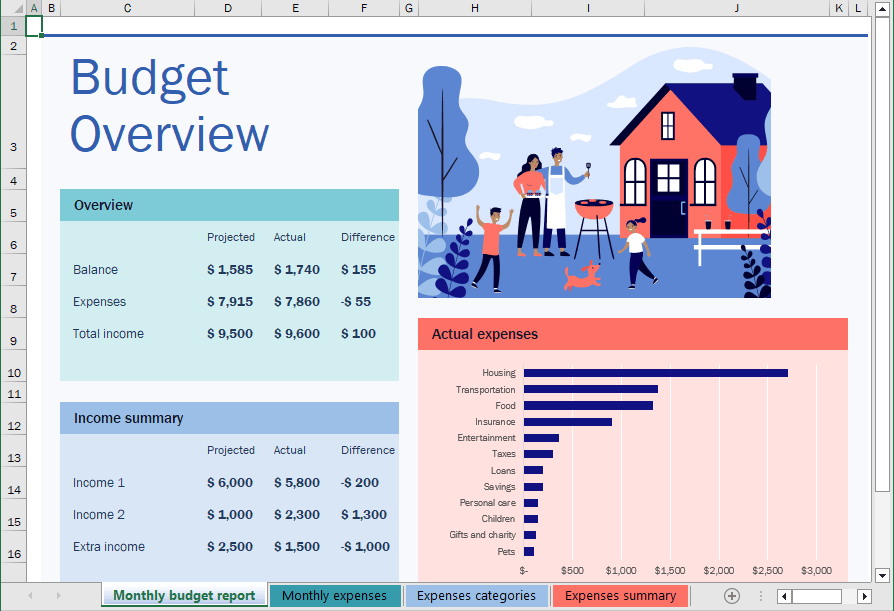 A B C D E F G H I J K L
1
2
3
4
5
6
7
8
9
10
11
12
13
14
15
16
Budget
Overview
Overview
Projected Actual Difference
Balance $ 1,585 $ 1,740 $ 155
Expenses $ 7,915 $ 7,860 -$ 55
Total income $ 9,500 $ 9,600 $ 100
Income summary
Projected Actual Difference
Income 1 $ 6,000 $ 5,800 -$ 200
Income 2 $ 1,000 $ 2,300 $ 1,300
Extra income $ 2,500 $ 1,500 -$ 1,000
Actual expenses
Housing
Transportation
Food
Insurance
Entertainment
Taxes
Loans
Savings
Personal care
Children
Gifts and charity
Pets
$- $500 $1,000 $1,500 $2,000 $2,500 $3,000
Monthly budget report Monthly expenses Expenses categories Expenses summary